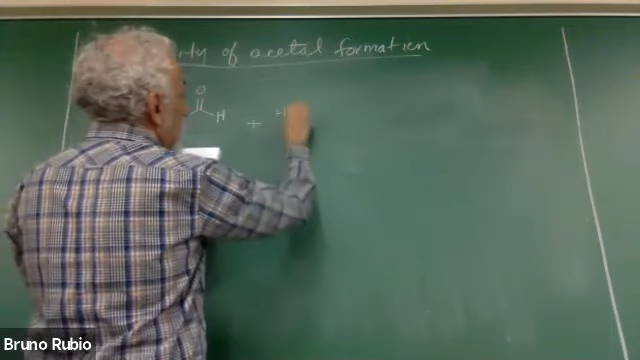 of acetal formation
O
H + H
Bruno Rubio